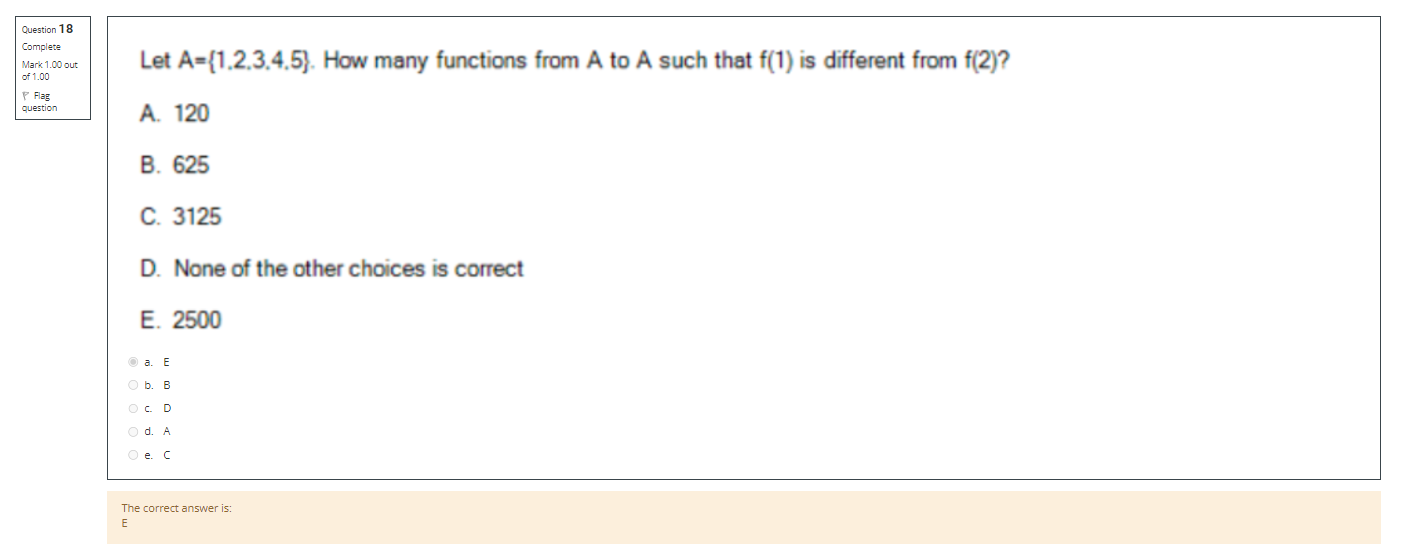 Question 18
Complete
Mark 1.00 out
of 1.00
Flag
question
Let A={1,2,3,4,5}. How many functions from A to A such that f(1) is different from f(2)?
A. 120
B. 625
C. 3125
D. None of the other choices is correct
E. 2500
a. E
b. B
c. D
d. A
e. C
The correct answer is:
E